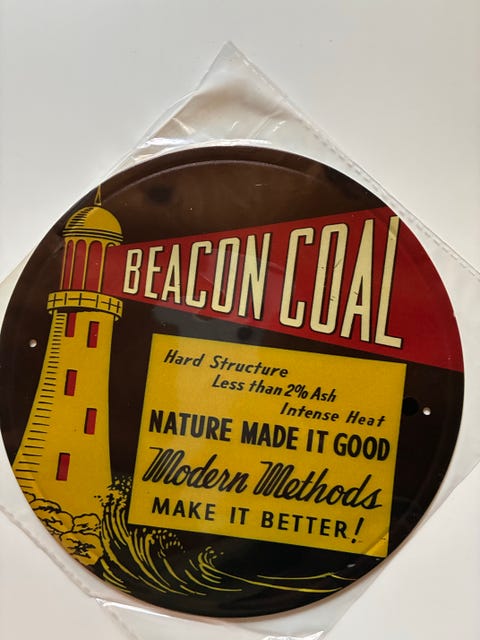 BEACON COAL
Hard Structure
Less than 2% Ash
Intense Heat
NATURE MADE IT GOOD
Modern Methods
MAKE IT BETTER!